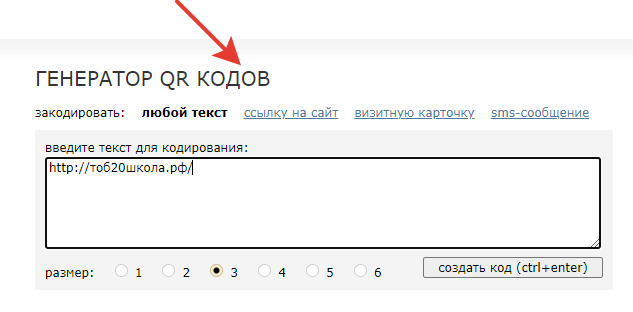 ГЕНЕРАТОР QR КОДОВ
закодировать: любой текст ссылку на сайт визитную карточку sms-сообщение
введите текст для кодирования:
http://тоб20школа.рф/
размер: 1 2 3 4 5 6 создать код (ctrl+enter)